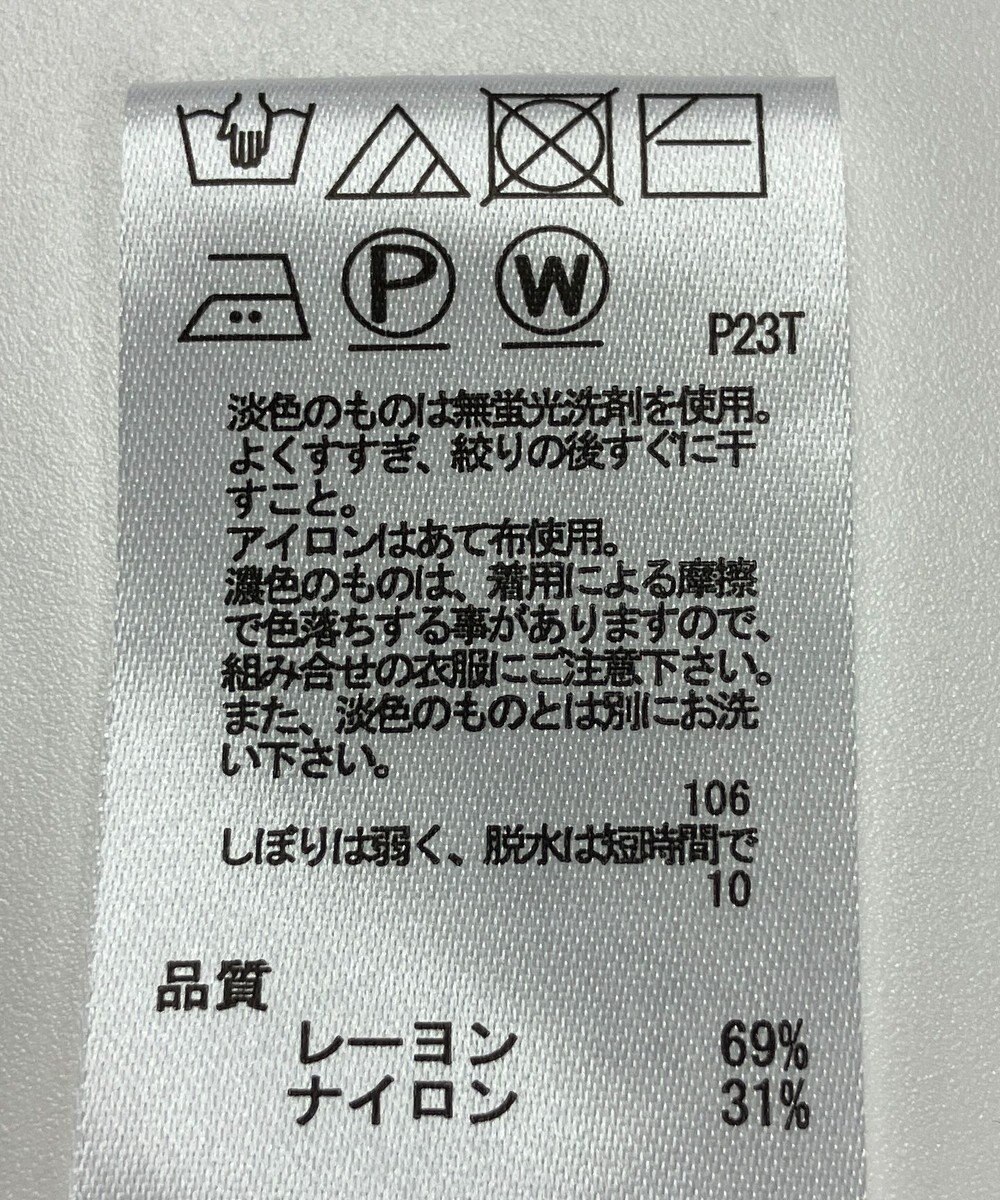 P
W
P23T
淡色のものは無蛍光洗剤を使用。
よくすすぎ、絞りの後すぐに干
すこと。
アイロンはあて布使用。
濃色のものは、着用による摩擦
で色落ちする事がありますので、
組み合せの衣服にご注意下さい。
また、淡色のものとは別にお洗
い下さい。
106
しぼりは弱く、脱水は短時間で
10
品質
レーヨン 69%
ナイロン 31%